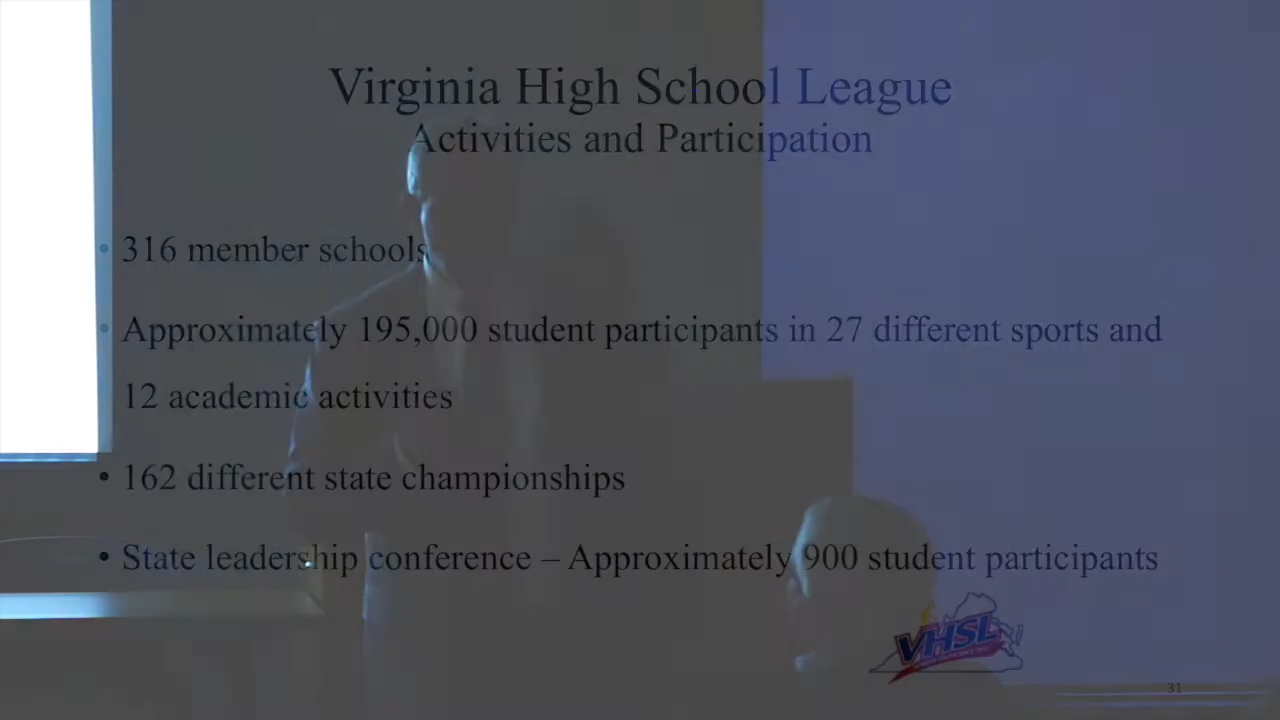 Virginia High School League
Activities and Participation
• 316 member schools
• Approximately 195,000 student participants in 27 different sports and
12 academic activities
• 162 different state championships
• State leadership conference – Approximately 900 student participants
VHSL
31